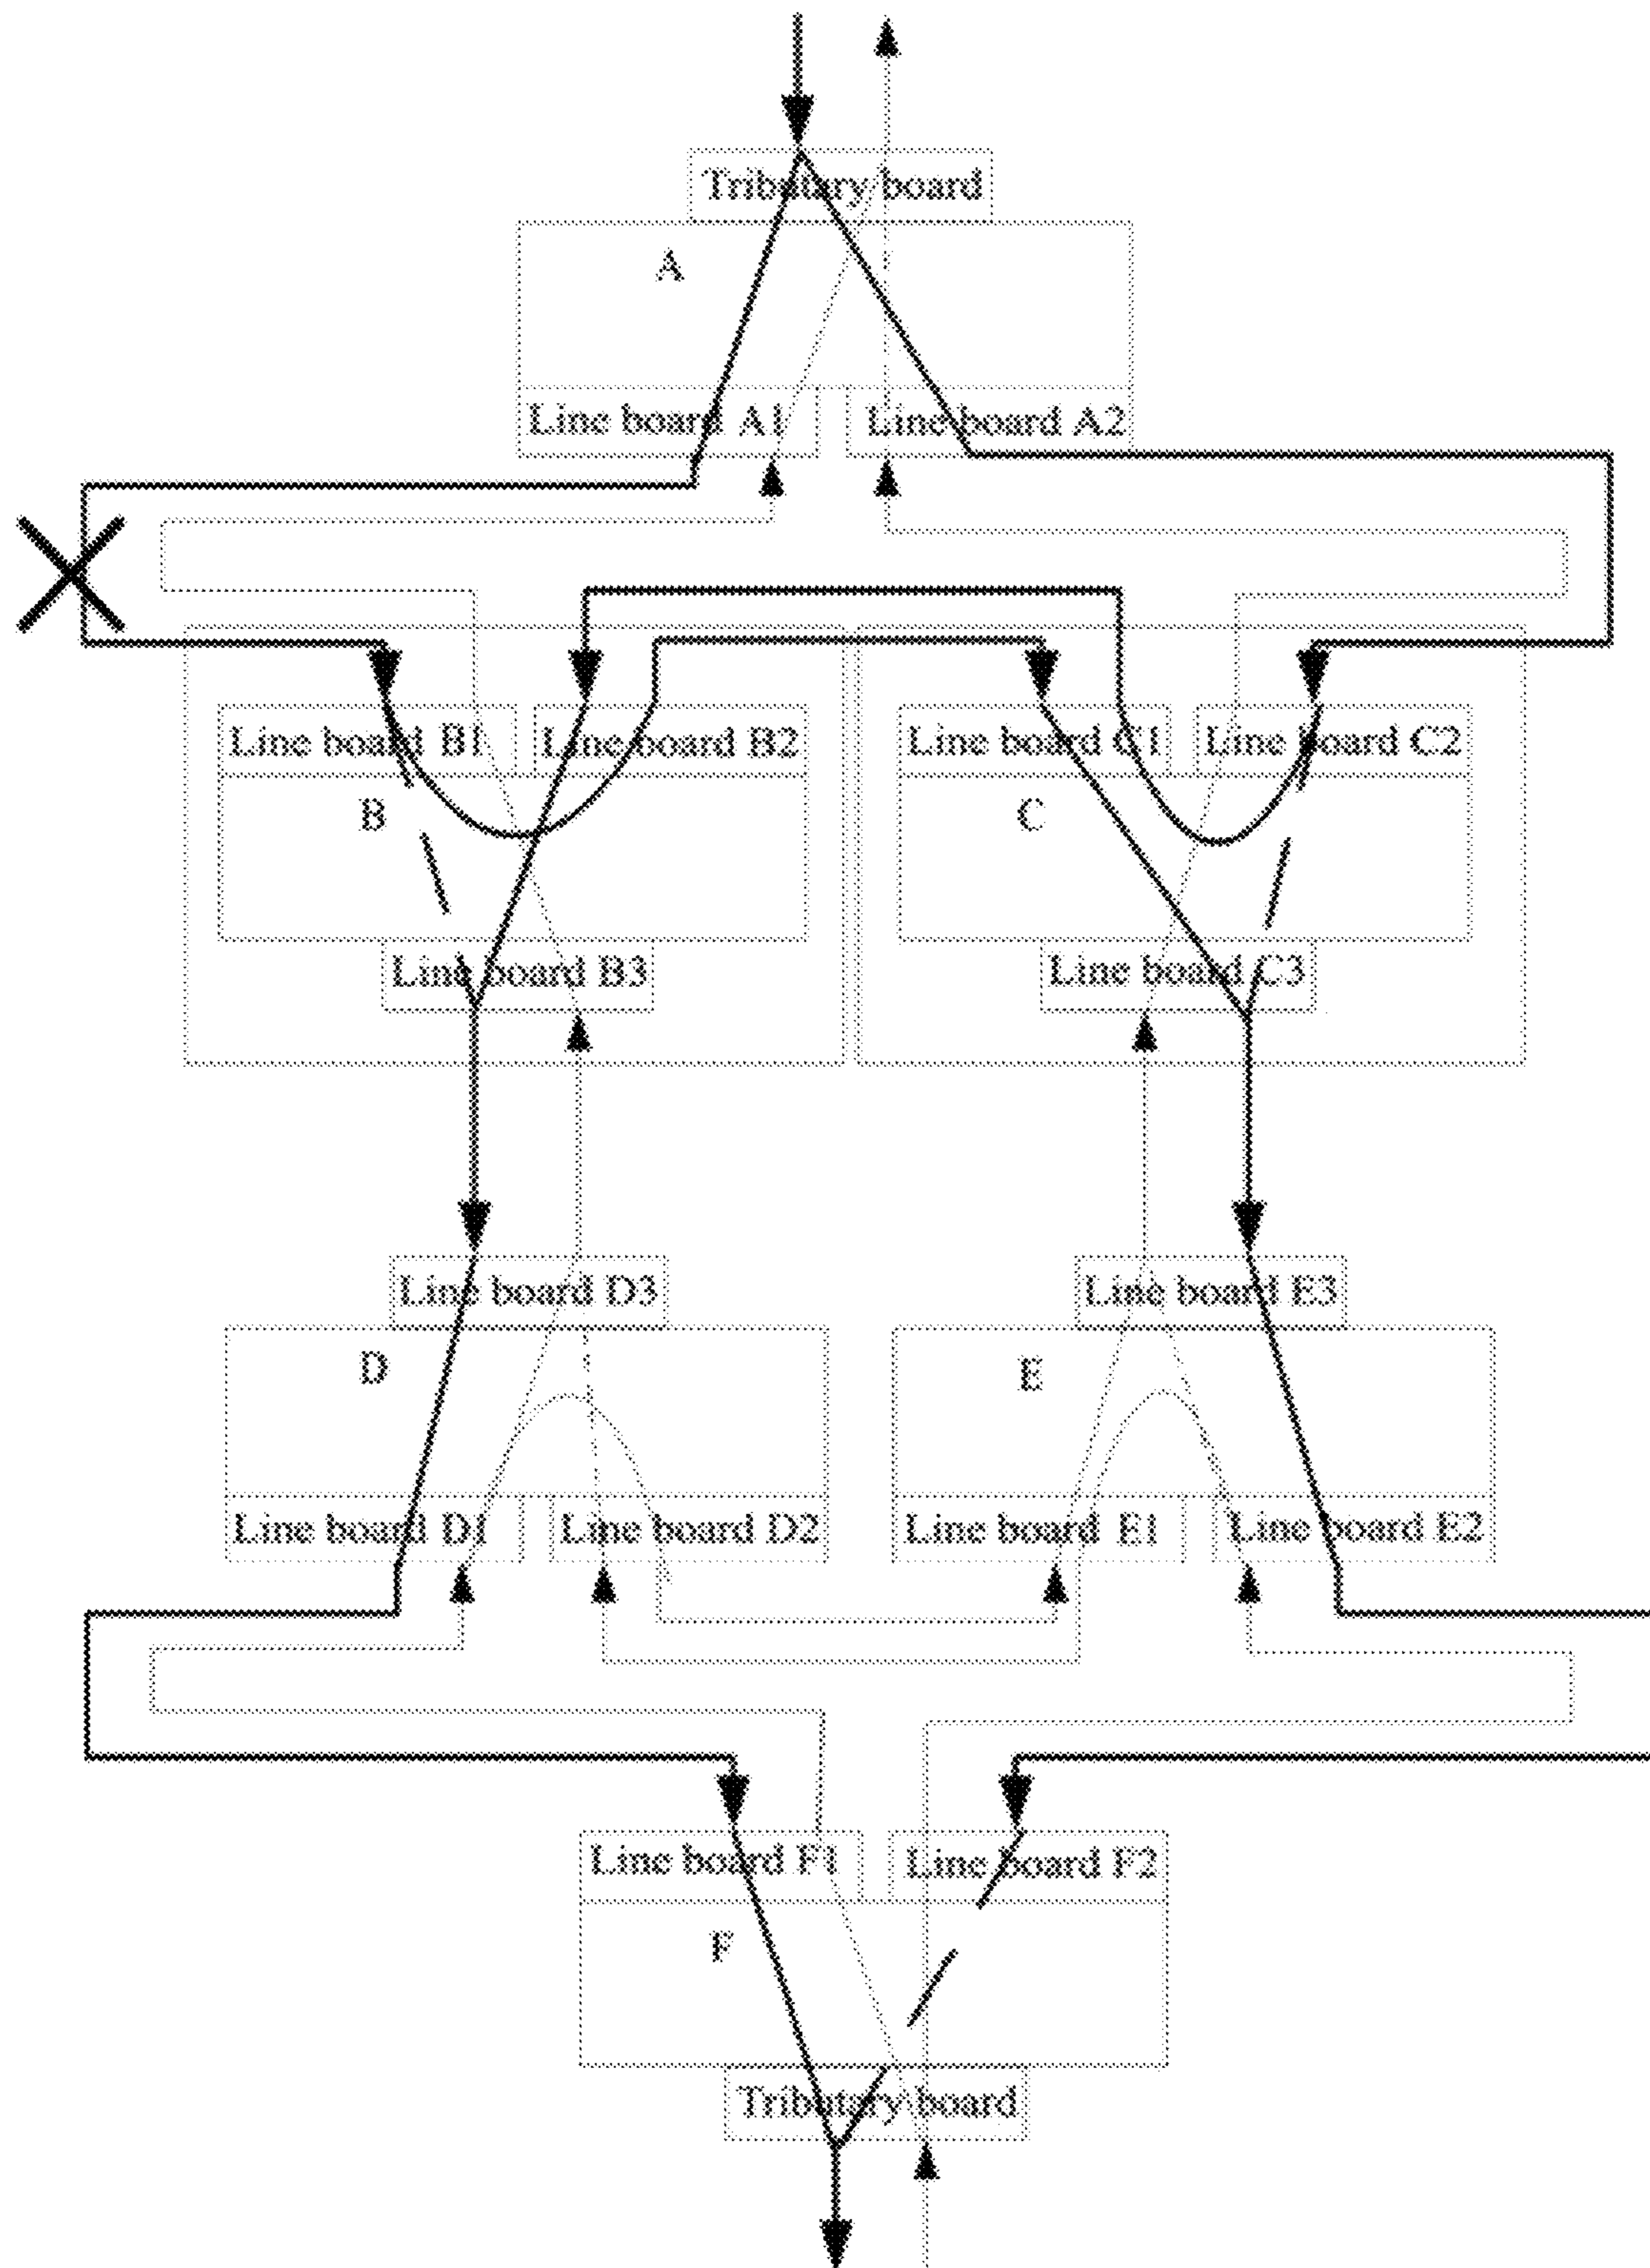 Tributary board
A
Line board A1
Line board A2
Line board B1
Line board B2
Line board C1
Line board C2
B
C
Line board B3
Line board C3
Line board D3
Line board E3
D
E
Line board D1
Line board D2
Line board E1
Line board E2
Line board F1
Line board F2
F
Tributary board